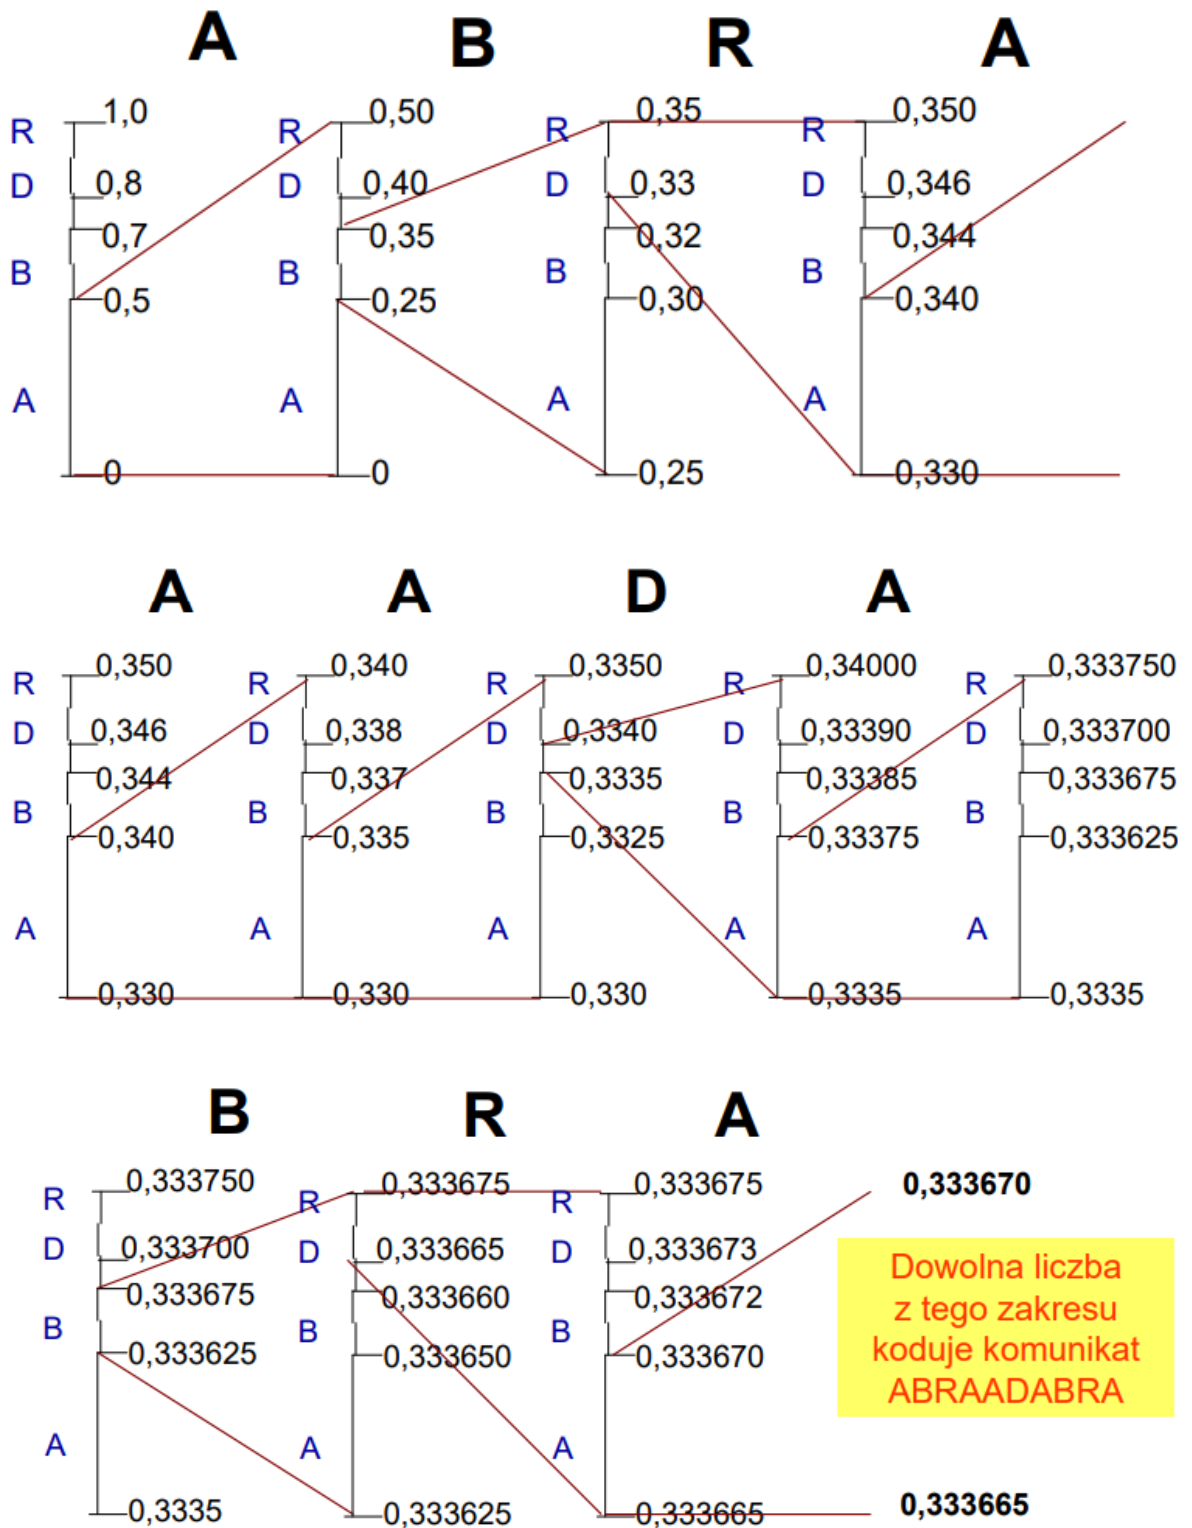 A B R A
R 1,0 R 0,50 R 0,35 R 0,350
D 0,8 D 0,40 D 0,33 D 0,346
0,7 0,35 0,32 0,344
B 0,5 B 0,25 B 0,30 B 0,340
A A A A
0 0 0,25 0,330
A A D A
R 0,350 R 0,340 R 0,3350 R 0,34000 R 0,333750
D 0,346 D 0,338 D 0,3340 D 0,33390 D 0,333700
0,344 0,337 0,3335 0,33385 0,333675
B 0,340 B 0,335 B 0,3325 B 0,33375 B 0,333625
A A A A A
0,330 0,330 0,330 0,3335 0,3335
B R A
R 0,333750 R 0,333675 R 0,333675 0,333670
D 0,333700 D 0,333665 D 0,333673
0,333675 0,333660 0,333672
B 0,333625 B 0,333650 B 0,333670
A A A
0,3335 0,333625 0,333665 0,333665
Dowolna liczba
z tego zakresu
koduje komunikat
ABRAADABRA